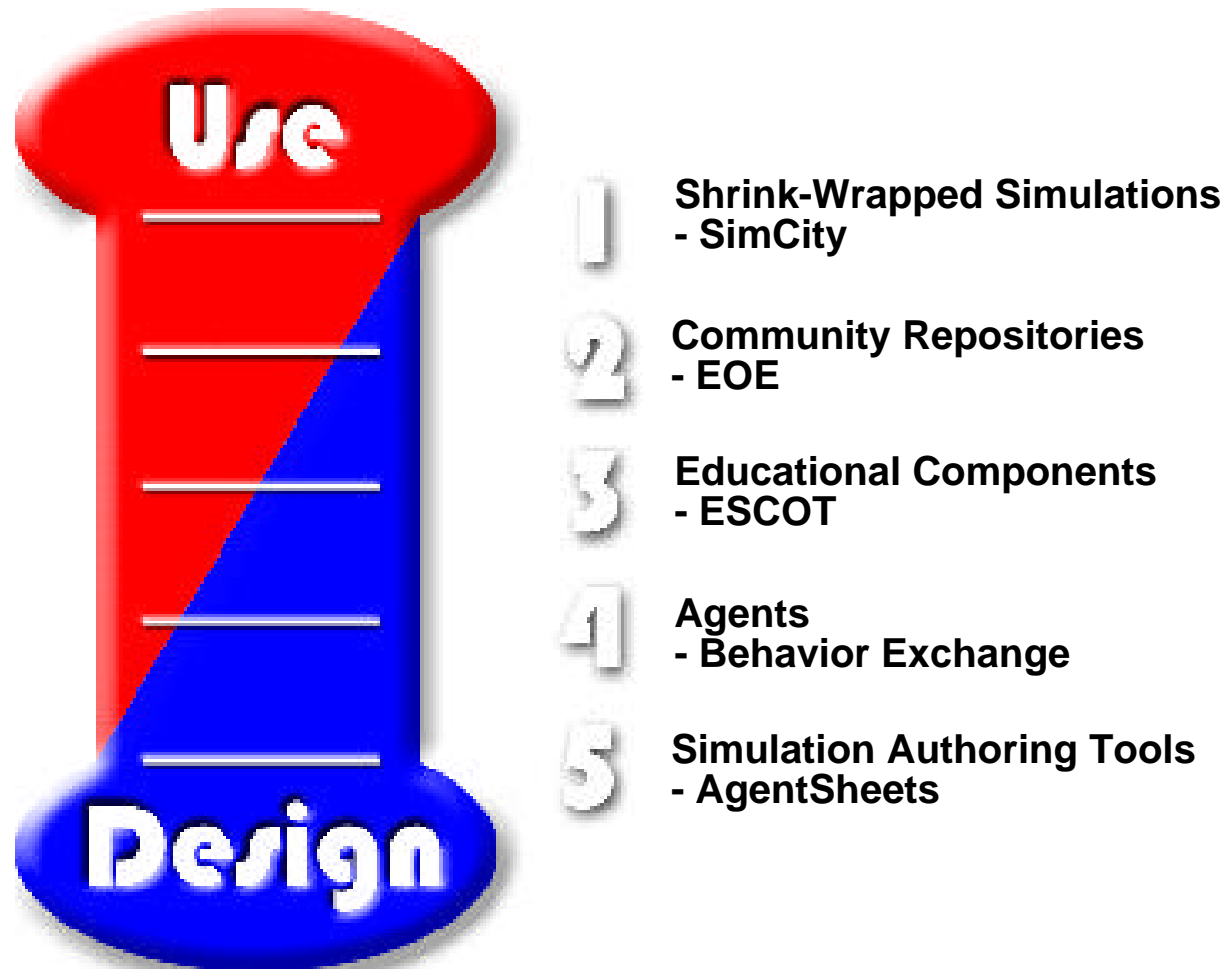 Use
1
Shrink-Wrapped Simulations
- SimCity
2
Community Repositories
- EOE
3
Educational Components
- ESCOT
4
Agents
- Behavior Exchange
5
Simulation Authoring Tools
- AgentSheets
Design